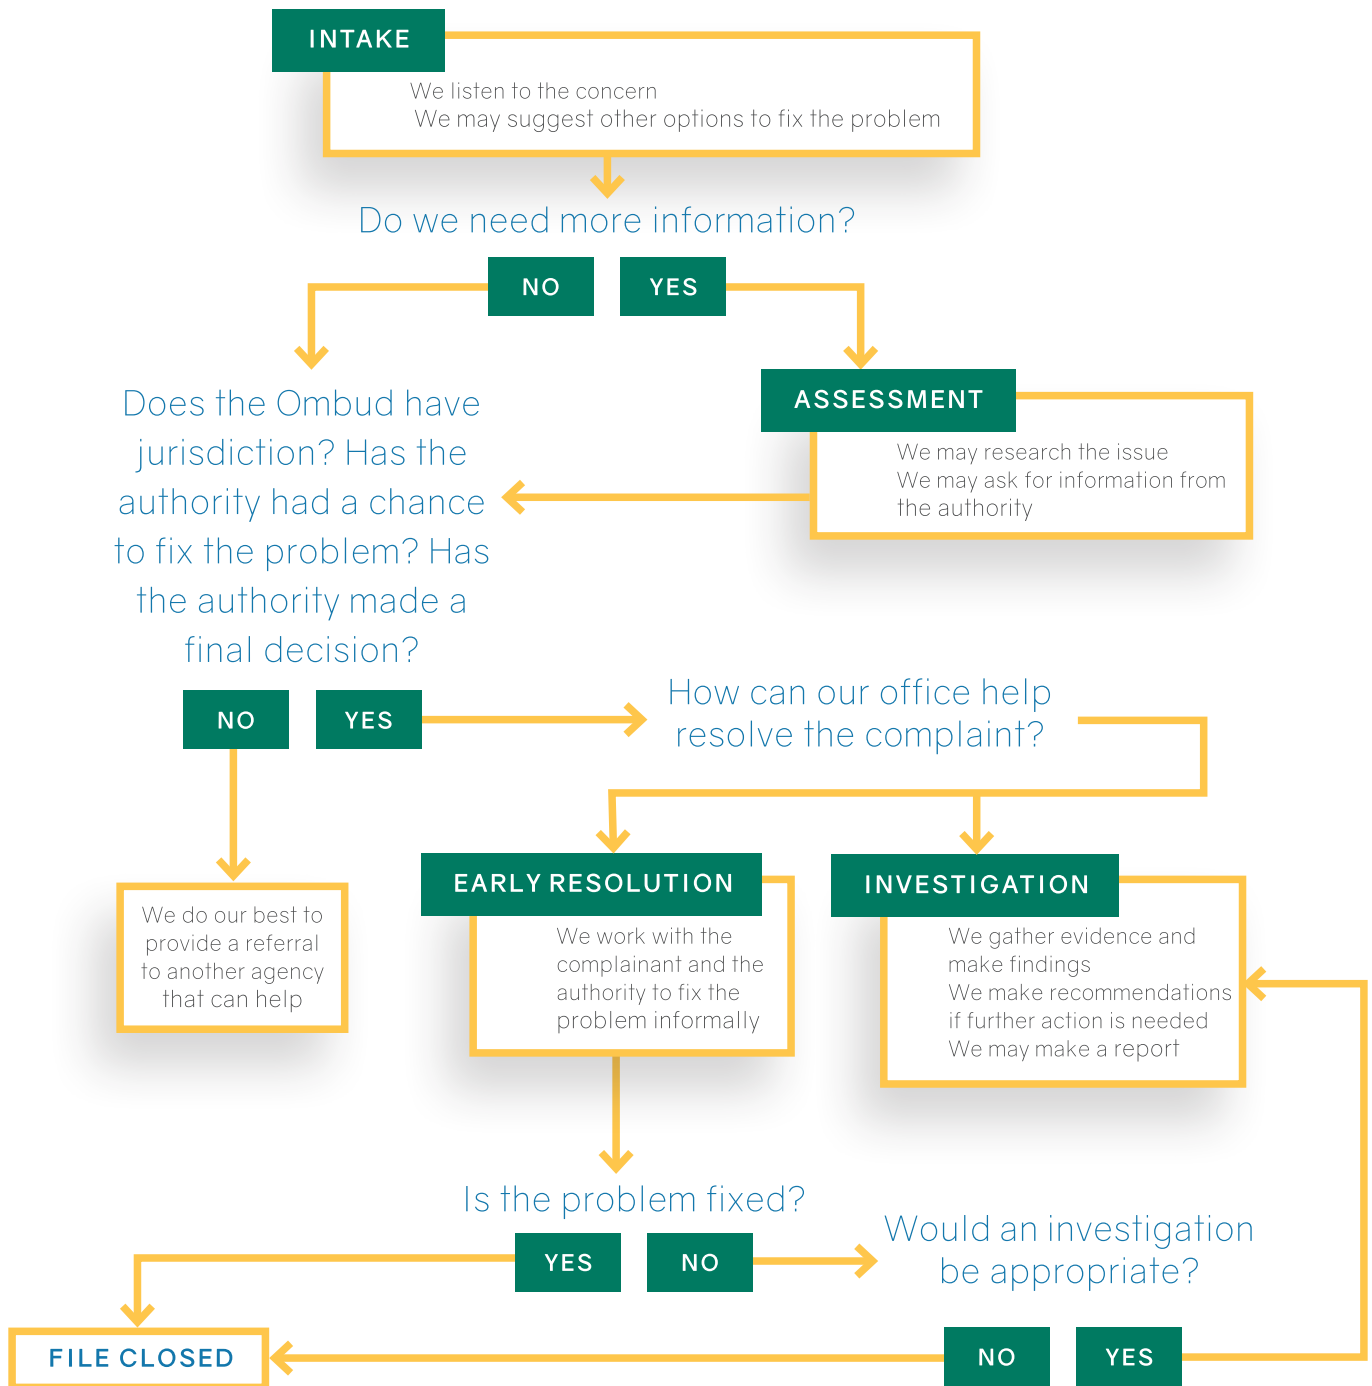 INTAKE
We listen to the concern
We may suggest other options to fix the problem
Do we need more information?
NO
YES
Does the Ombud have
jurisdiction? Has the
authority had a chance
to fix the problem? Has
the authority made a
final decision?
ASSESSMENT
We may research the issue
We may ask for information from
the authority
NO
YES
How can our office help
resolve the complaint?
We do our best to
provide a referral
to another agency
that can help
EARLY RESOLUTION
We work with the
complainant and the
authority to fix the
problem informally
INVESTIGATION
We gather evidence and
make findings
We make recommendations
if further action is needed
We may make a report
Is the problem fixed?
YES
NO
Would an investigation
be appropriate?
FILE CLOSED
NO
YES